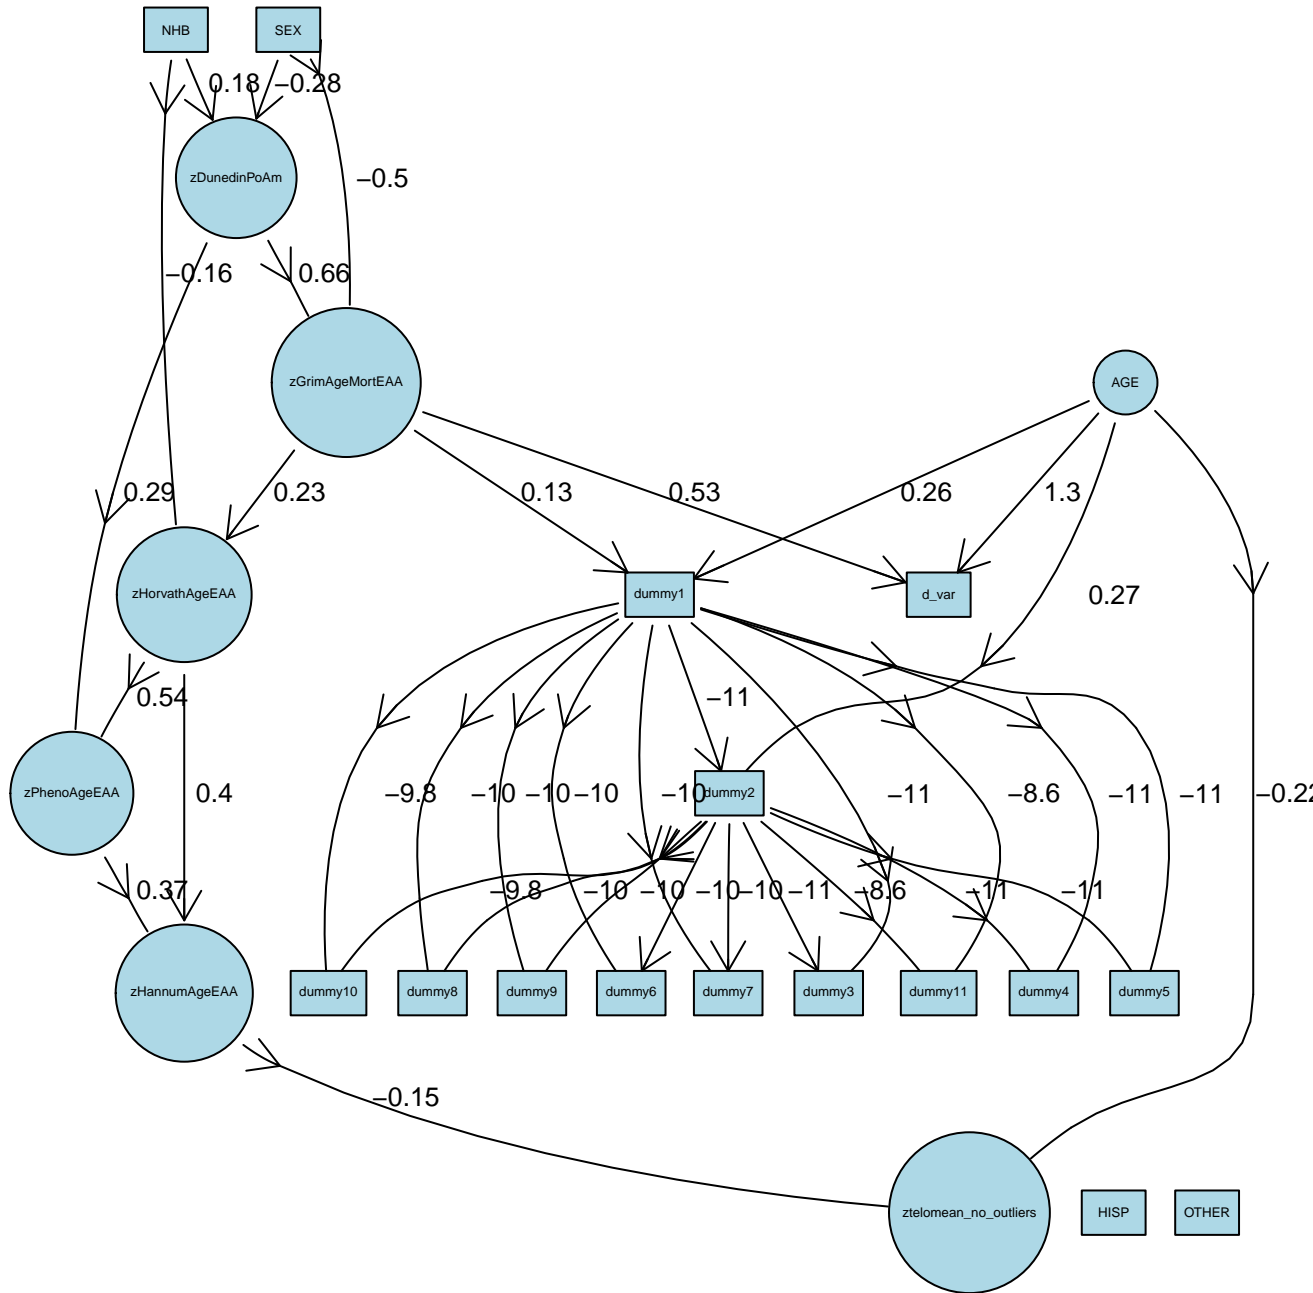 NHB
SEX
0.18
−0.28
zDunedinPoAm
−0.5
−0.16
0.66
zGrimAgeMortEAA
AGE
0.29
0.23
0.13
0.53
0.26
1.3
zHorvathAgeEAA
dummy1
d_var
0.27
0.54
−11
zPhenoAgeEAA
0.4
−9.8
−10
−10
−10
−10
dummy2
−11
−8.6
−11
−11
−0.22
0.37
−9.8
−10
−10
−10
−10
−11
−8.6
−11
−11
zHannumAgeEAA
dummy10
dummy8
dummy9
dummy6
dummy7
dummy3
dummy11
dummy4
dummy5
−0.15
ztelomean_no_outliers
HISP
OTHER